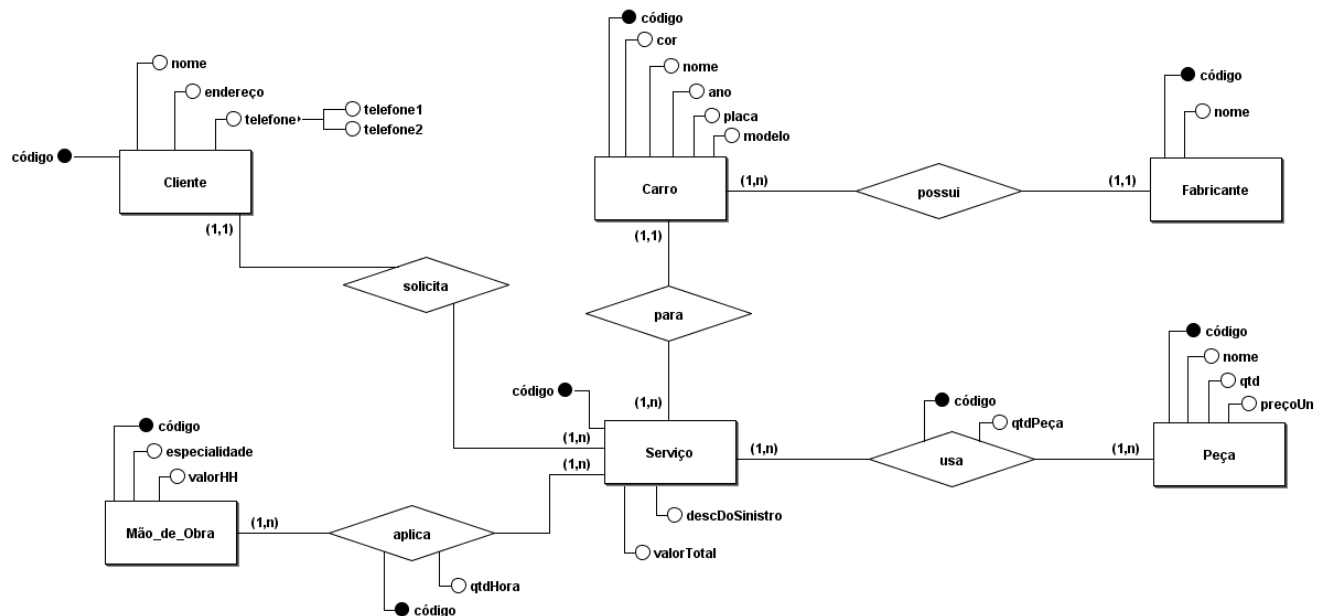 código
cor
nome
ano
placa
modelo
Carro
nome
endereço
telefone
telefone1
telefone2
código
Cliente
código
nome
Fabricante
(1,n)
possui
(1,1)
(1,1)
solicita
(1,1)
para
(1,n)
código
(1,n)
(1,n)
Serviço
descDoSinistro
valorTotal
(1,n)
código
qtdPeça
usa
(1,n)
código
nome
qtd
preçoUn
Peça
código
especialidade
valorHH
Mão_de_Obra
(1,n)
aplica
qtdHora
código